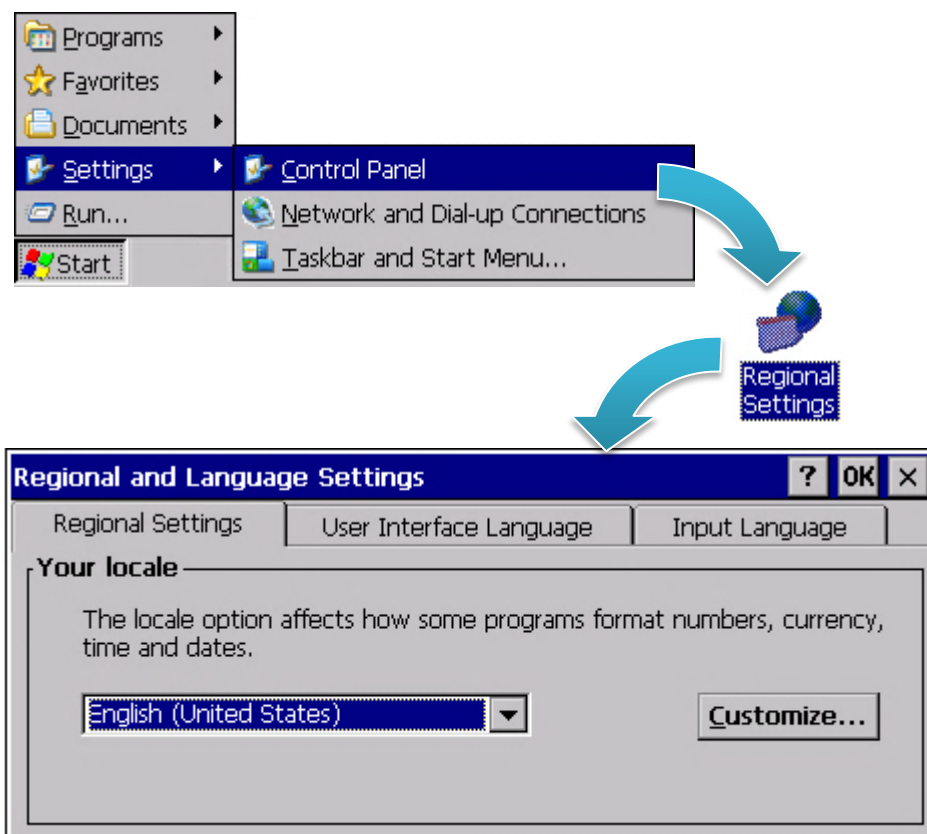 Programs
Favorites
Documents
Settings
Run...
Start
Control Panel
Network and Dial-up Connections
Taskbar and Start Menu...
Regional
Settings
Regional and Language Settings
? OK ×
Regional Settings
User Interface Language
Input Language
Your locale
The locale option affects how some programs format numbers, currency,
time and dates.
English (United States)
Customize...